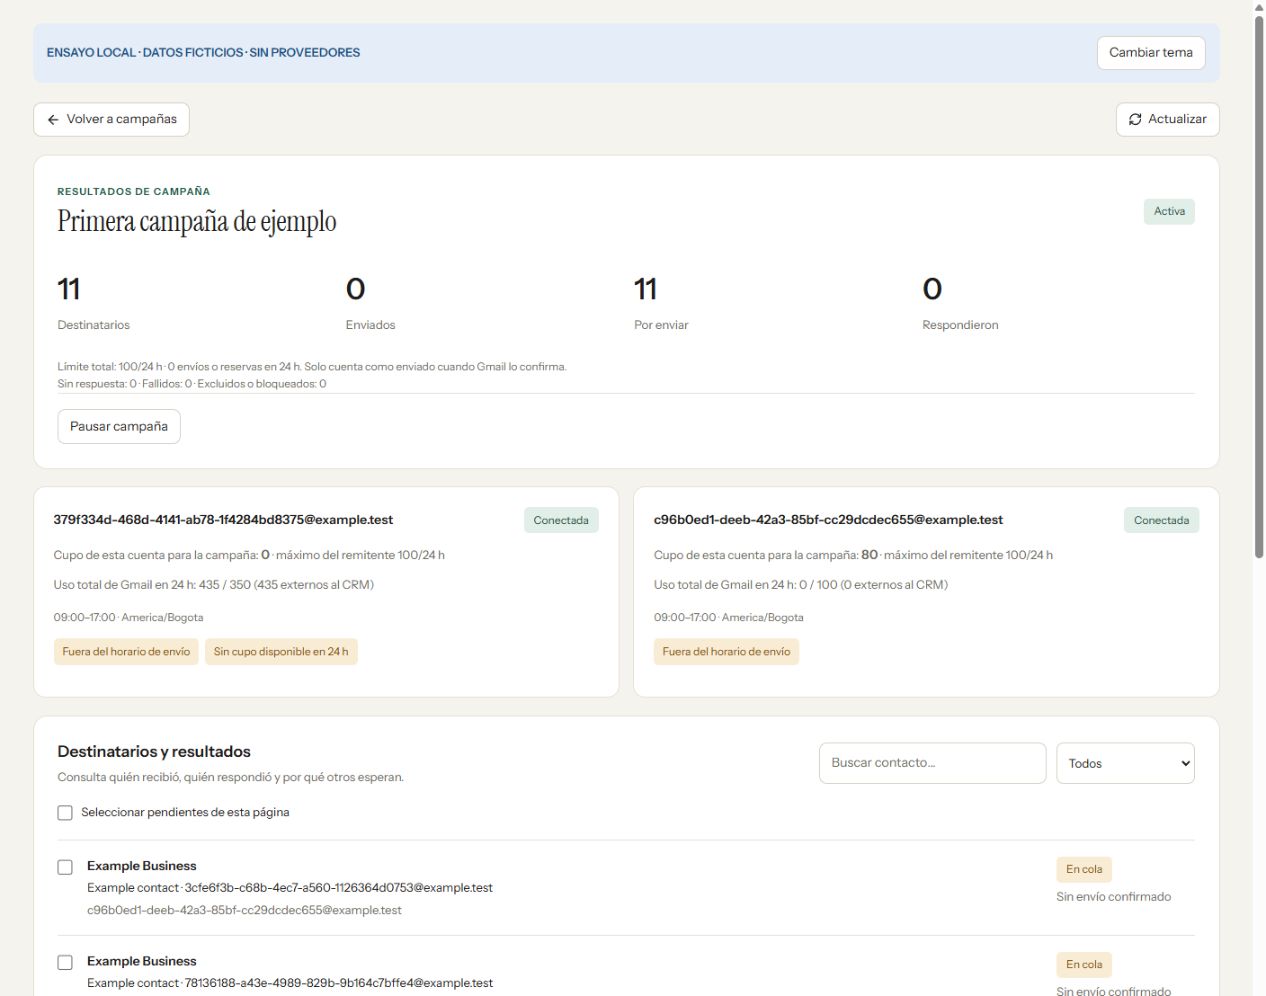 ENSAYO LOCAL · DATOS FICTICIOS · SIN PROVEEDORES
Cambiar tema
Volver a campañas
Actualizar
RESULTADOS DE CAMPAÑA
Primera campaña de ejemplo
Activa
11
0
11
0
Destinatarios
Enviados
Por enviar
Respondieron
Límite total: 100/24 h · 0 envíos o reservas en 24 h. Solo cuenta como enviado cuando Gmail lo confirma.
Sin respuesta: 0 · Fallidos: 0 · Excluidos o bloqueados: 0
Pausar campaña
379f334d-468d-4141-ab78-1f4284bd8375@example.test
Conectada
Cupo de esta cuenta para la campaña: 0 · máximo del remitente 100/24 h
Uso total de Gmail en 24 h: 435 / 350 (435 externos al CRM)
09:00–17:00 · America/Bogota
Fuera del horario de envío
Sin cupo disponible en 24 h
c96b0ed1-deeb-42a3-85bf-cc29dcdec655@example.test
Conectada
Cupo de esta cuenta para la campaña: 80 · máximo del remitente 100/24 h
Uso total de Gmail en 24 h: 0 / 100 (0 externos al CRM)
09:00–17:00 · America/Bogota
Fuera del horario de envío
Destinatarios y resultados
Consulta quién recibió, quién respondió y por qué otros esperan.
Buscar contacto...
Todos
Seleccionar pendientes de esta página
Example Business
Example contact · 3cfe6f3b-c68b-4ec7-a560-1126364d0753@example.test
c96b0ed1-deeb-42a3-85bf-cc29dcdec655@example.test
En cola
Sin envío confirmado
Example Business
Example contact · 78136188-a43e-4989-829b-9b164c7bffe4@example.test
En cola
Sin envío confirmado